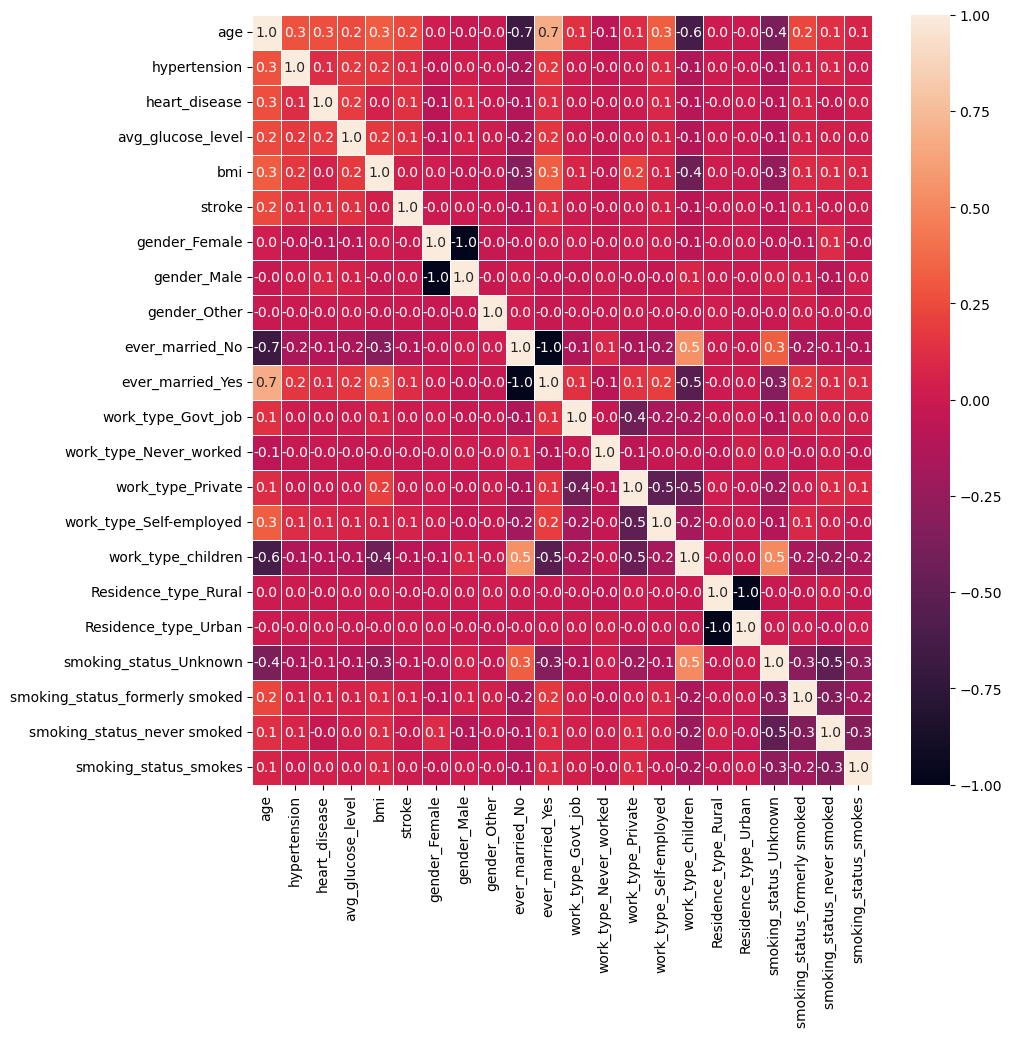 age 1.0 0.3 0.3 0.2 0.3 0.2 0.0 -0.0 -0.0 -0.7 0.7 0.1 -0.1 0.1 0.3 -0.6 0.0 -0.0 -0.4 0.2 0.1 0.1
hypertension 0.3 1.0 0.1 0.2 0.2 0.1 -0.0 0.0 -0.0 -0.2 0.2 0.0 -0.0 -0.0 0.1 -0.1 0.0 -0.0 -0.1 0.1 0.1 0.0
heart_disease 0.3 0.1 1.0 0.2 0.0 0.1 -0.1 0.1 -0.0 -0.1 0.1 0.0 -0.0 0.0 0.1 -0.1 0.0 -0.0 -0.1 0.1 -0.0 0.0
avg_glucose_level 0.2 0.2 0.2 1.0 0.2 0.1 -0.1 0.1 0.0 -0.2 0.2 0.0 -0.0 0.0 0.1 -0.1 0.0 -0.0 -0.1 0.1 0.0 0.0
bmi 0.3 0.2 0.0 0.2 1.0 0.0 0.0 -0.0 -0.0 -0.3 0.3 0.1 -0.0 0.2 0.1 -0.4 0.0 -0.0 -0.3 0.1 0.1 0.1
stroke 0.2 0.1 0.1 0.1 0.0 1.0 -0.0 0.0 -0.0 -0.1 0.1 0.0 -0.0 0.0 0.1 -0.1 -0.0 0.0 -0.1 0.1 -0.0 0.0
gender_Female 0.0 -0.0 -0.1 -0.1 0.0 -0.0 1.0 -1.0 -0.0 -0.0 0.0 0.0 -0.0 0.0 0.0 -0.1 -0.0 0.0 -0.0 -0.1 0.1 -0.0
gender_Male -0.0 0.0 0.1 0.1 -0.0 0.0 -1.0 1.0 -0.0 0.0 -0.0 -0.0 0.0 -0.0 -0.0 0.1 0.0 -0.0 0.0 0.1 -0.1 0.0
gender_Other -0.0 -0.0 -0.0 0.0 -0.0 -0.0 -0.0 -0.0 1.0 0.0 -0.0 -0.0 -0.0 0.0 -0.0 -0.0 0.0 -0.0 -0.0 0.0 -0.0 -0.0
ever_married_No -0.7 -0.2 -0.1 -0.2 -0.3 -0.1 -0.0 0.0 0.0 1.0 -1.0 -0.1 0.1 -0.1 -0.2 0.5 0.0 -0.0 0.3 -0.2 -0.1 -0.1
ever_married_Yes 0.7 0.2 0.1 0.2 0.3 0.1 0.0 -0.0 -0.0 -1.0 1.0 0.1 -0.1 0.1 0.2 -0.5 -0.0 0.0 -0.3 0.2 0.1 0.1
work_type_Govt_job 0.1 0.0 0.0 0.0 0.1 0.0 0.0 -0.0 -0.0 -0.1 0.1 1.0 -0.0 -0.4 -0.2 -0.2 -0.0 0.0 -0.1 0.0 0.0 0.0
work_type_Never_worked -0.1 -0.0 -0.0 -0.0 -0.0 -0.0 -0.0 0.0 -0.0 0.1 -0.1 -0.0 1.0 -0.1 -0.0 -0.0 -0.0 0.0 0.0 -0.0 0.0 -0.0
work_type_Private 0.1 -0.0 0.0 0.0 0.2 0.0 0.0 -0.0 0.0 -0.1 0.1 -0.4 -0.1 1.0 -0.5 -0.5 0.0 -0.0 -0.2 0.0 0.1 0.1
work_type_Self-employed 0.3 0.1 0.1 0.1 0.1 0.1 0.0 -0.0 -0.0 -0.2 0.2 -0.2 -0.0 -0.5 1.0 -0.2 -0.0 0.0 -0.1 0.1 0.0 -0.0
work_type_children -0.6 -0.1 -0.1 -0.1 -0.4 -0.1 -0.1 0.1 -0.0 0.5 -0.5 -0.2 -0.0 -0.5 -0.2 1.0 -0.0 0.0 0.5 -0.2 -0.2 -0.2
Residence_type_Rural 0.0 0.0 0.0 0.0 0.0 -0.0 -0.0 0.0 0.0 0.0 -0.0 -0.0 -0.0 0.0 -0.0 -0.0 1.0 -1.0 -0.0 -0.0 0.0 -0.0
Residence_type_Urban -0.0 -0.0 -0.0 -0.0 -0.0 0.0 0.0 -0.0 -0.0 -0.0 0.0 0.0 0.0 -0.0 0.0 0.0 -1.0 1.0 0.0 0.0 -0.0 0.0
smoking_status_Unknown -0.4 -0.1 -0.1 -0.1 -0.3 -0.1 -0.0 0.0 -0.0 0.3 -0.3 -0.1 0.0 -0.2 -0.1 0.5 -0.0 0.0 1.0 -0.3 -0.5 -0.3
smoking_status_formerly smoked 0.2 0.1 0.1 0.1 0.1 0.1 -0.1 0.1 0.0 -0.2 0.2 0.0 -0.0 0.0 0.1 -0.2 -0.0 0.0 -0.3 1.0 -0.3 -0.2
smoking_status_never smoked 0.1 0.1 -0.0 0.0 0.1 -0.0 0.1 -0.1 -0.0 -0.1 0.1 0.0 0.0 0.1 0.0 -0.2 0.0 -0.0 -0.5 -0.3 1.0 -0.3
smoking_status_smokes 0.1 0.0 0.0 0.0 0.1 0.0 -0.0 0.0 -0.0 -0.1 0.1 0.0 -0.0 0.1 -0.0 -0.2 -0.0 0.0 -0.3 -0.2 -0.3 1.0
age
hypertension
heart_disease
avg_glucose_level
bmi
stroke
gender_Female
gender_Male
gender_Other
ever_married_No
ever_married_Yes
work_type_Govt_job
work_type_Never_worked
work_type_Private
work_type_Self-employed
work_type_children
Residence_type_Rural
Residence_type_Urban
smoking_status_Unknown
smoking_status_formerly smoked
smoking_status_never smoked
smoking_status_smokes
1.00
0.75
0.50
0.25
0.00
−0.25
−0.50
−0.75
−1.00